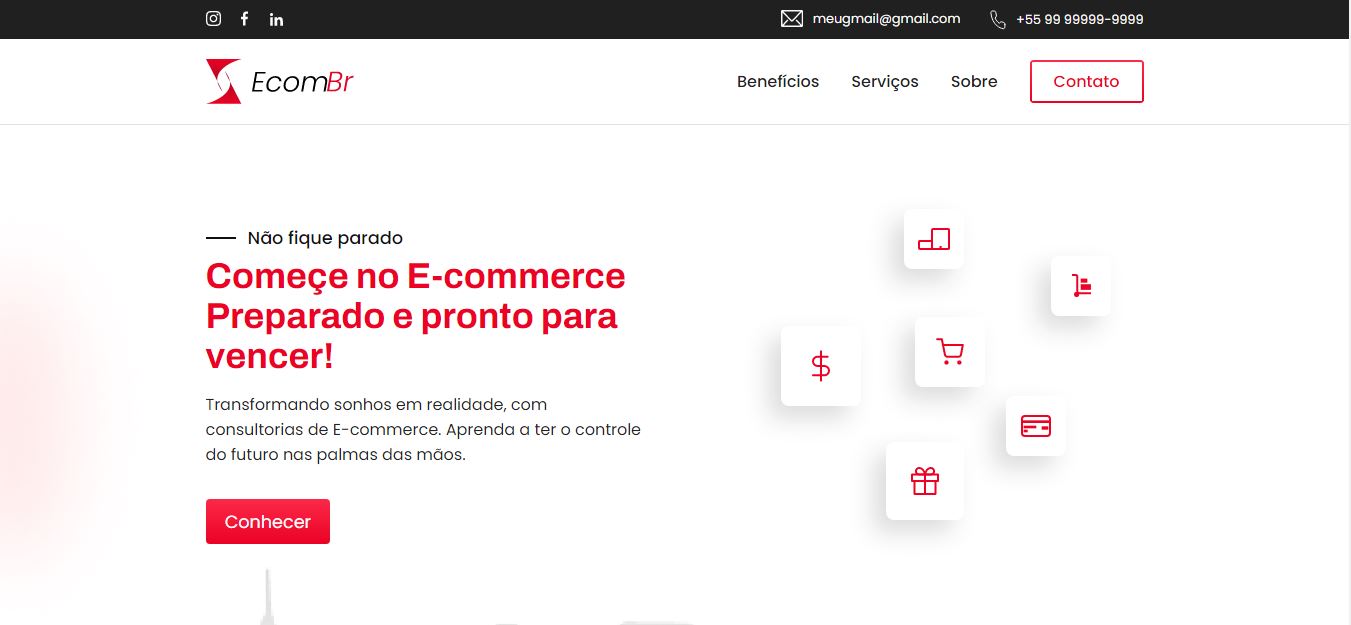 meugmail@gmail.com
+55 99 99999-9999
EcomBr
Benefícios
Serviços
Sobre
Contato
Não fique parado
Começe no E-commerce
Preparado e pronto para
vencer!
Transformando sonhos em realidade, com
consultorias de E-commerce. Aprenda a ter o controle
do futuro nas palmas das mãos.
Conhecer